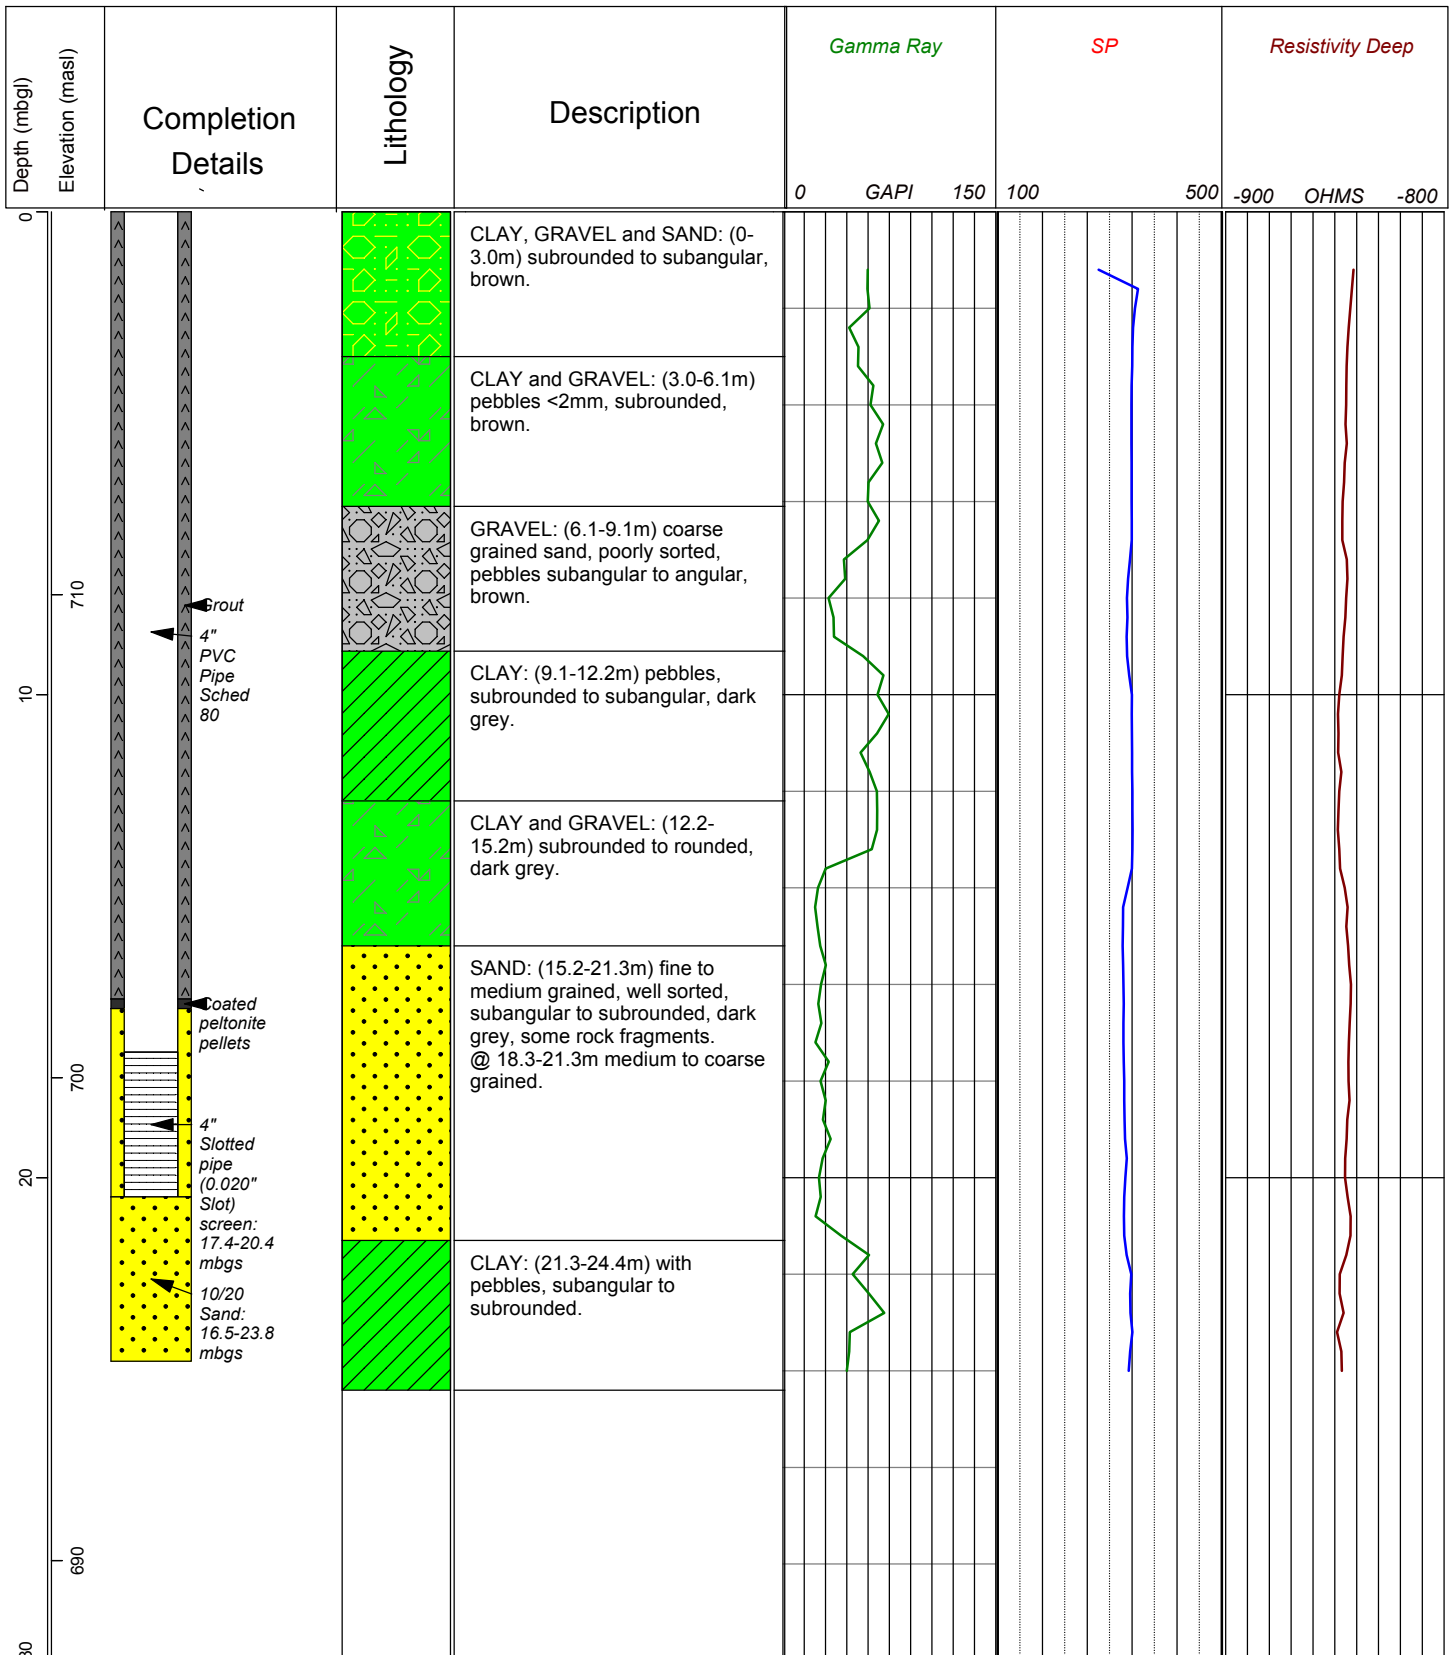 Depth (mbgl)
Elevation (masl)
Completion
Details
Lithology
Description
Gamma Ray
SP
Resistivity Deep
0 GAPI 150
100 500
-900 OHMS -800
0
10
20
30
710
700
690
Grout
4"
PVC
Pipe
Sched
80
Coated
peltonite
pellets
4"
Slotted
pipe
(0.020"
Slot)
screen:
17.4-20.4
mbgs
10/20
Sand:
16.5-23.8
mbgs
CLAY, GRAVEL and SAND: (0-
3.0m) subrounded to subangular,
brown.
CLAY and GRAVEL: (3.0-6.1m)
pebbles <2mm, subrounded,
brown.
GRAVEL: (6.1-9.1m) coarse
grained sand, poorly sorted,
pebbles subangular to angular,
brown.
CLAY: (9.1-12.2m) pebbles,
subrounded to subangular, dark
grey.
CLAY and GRAVEL: (12.2-
15.2m) subrounded to rounded,
dark grey.
SAND: (15.2-21.3m) fine to
medium grained, well sorted,
subangular to subrounded, dark
grey, some rock fragments.
@ 18.3-21.3m medium to coarse
grained.
CLAY: (21.3-24.4m) with
pebbles, subangular to
subrounded.